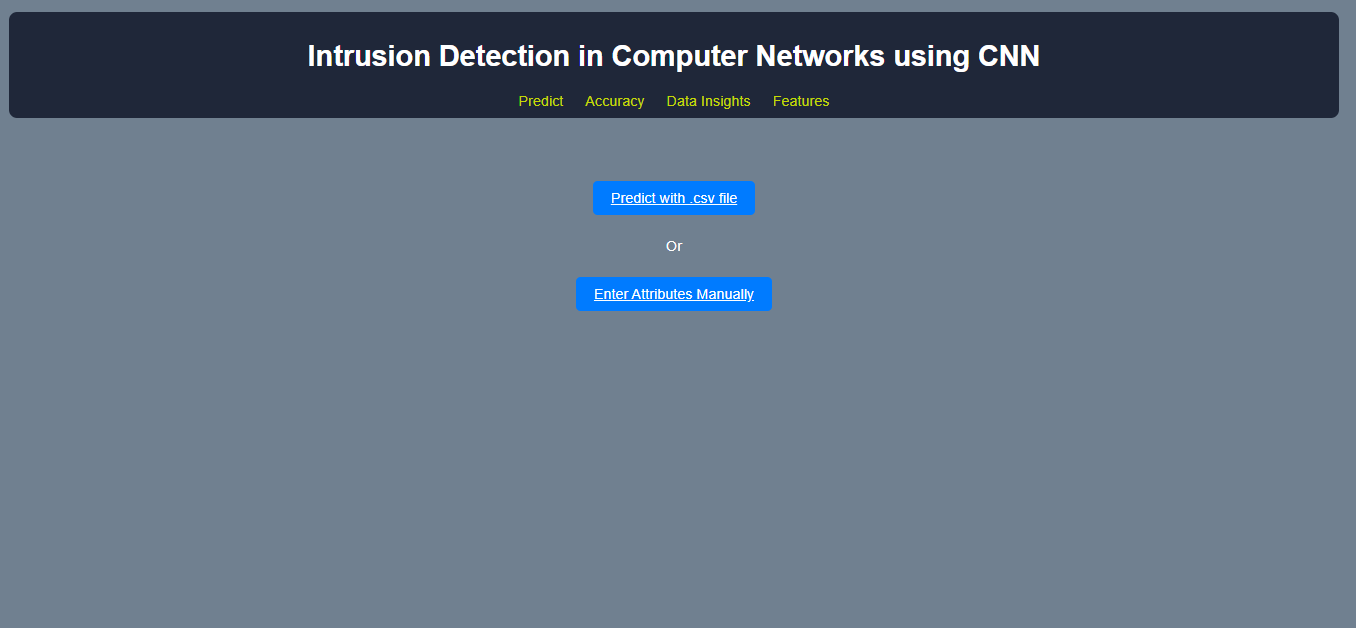 Intrusion Detection in Computer Networks using CNN
Predict Accuracy Data Insights Features
Predict with .csv file
Or
Enter Attributes Manually